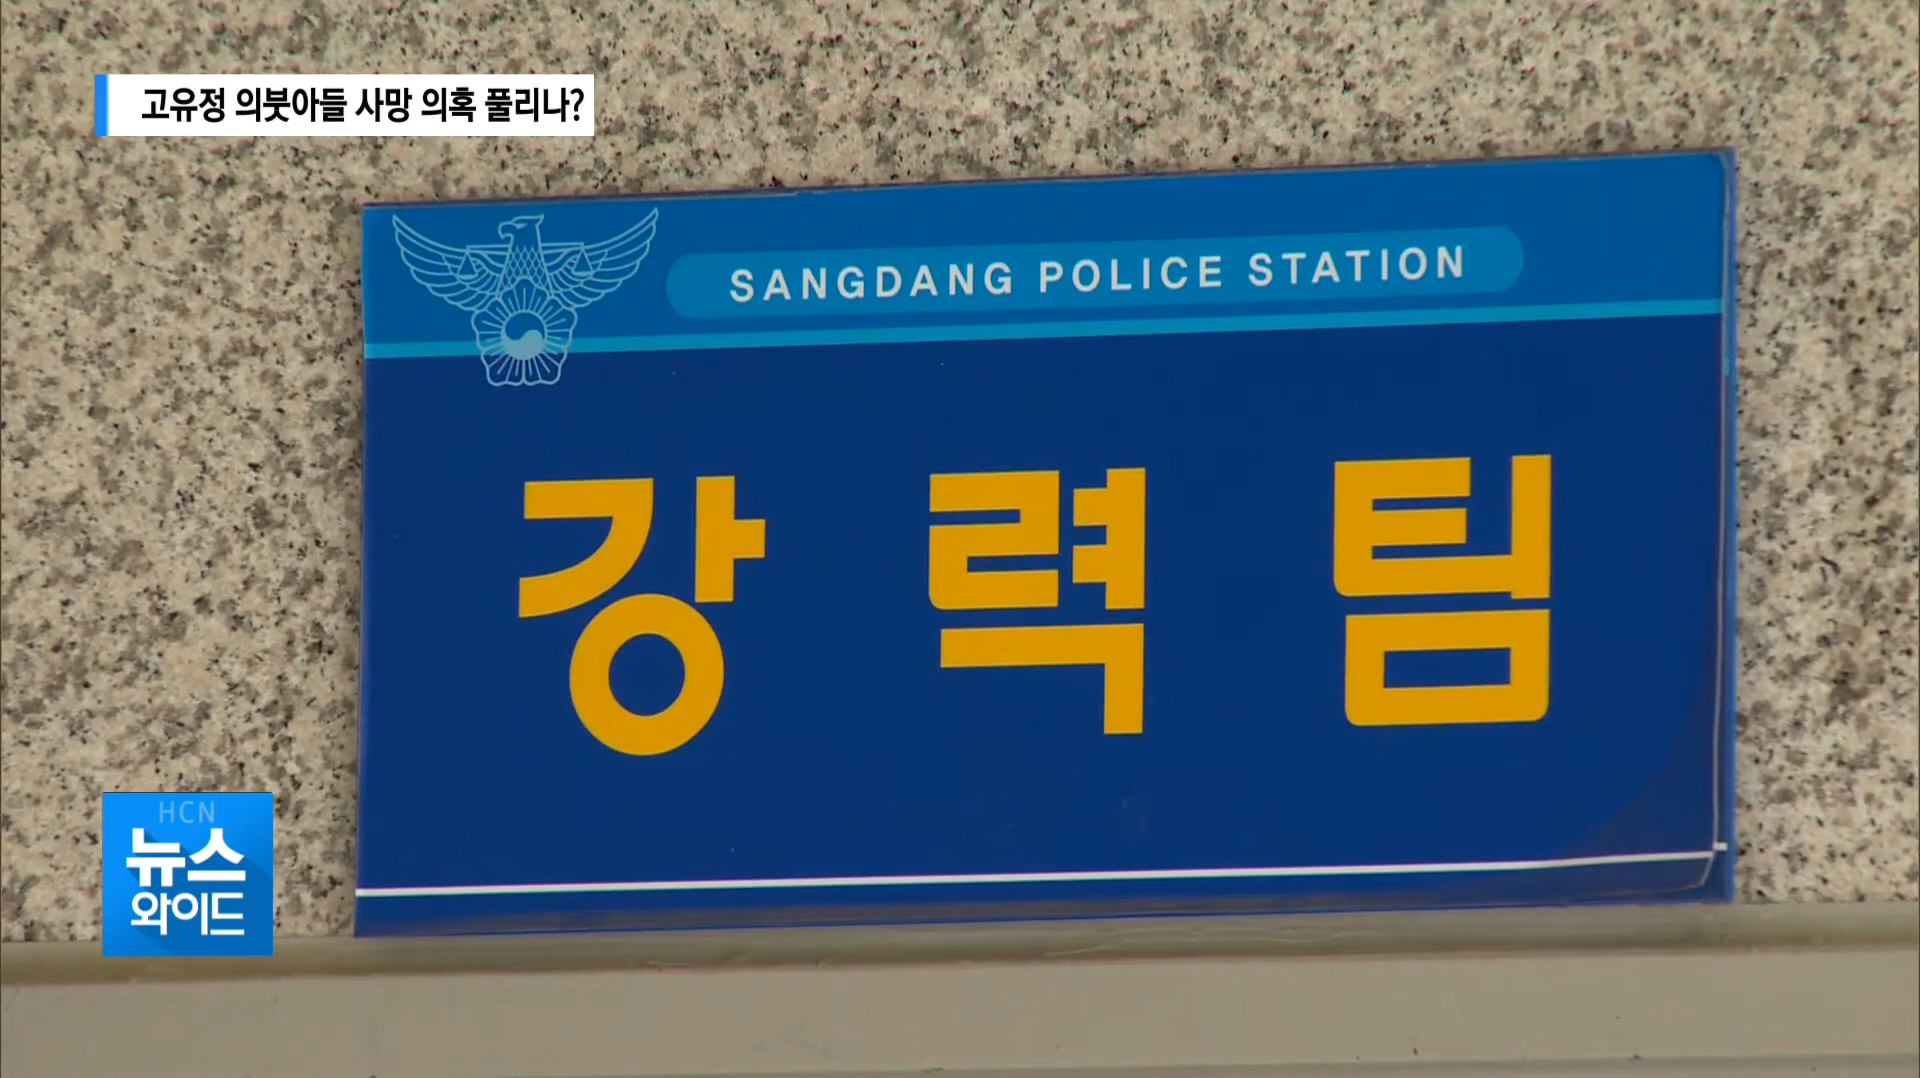 고유정 의붓아들 사망 의혹 풀리나?
SANGDANG POLICE STATION
강력팀
HCN
뉴스
와이드